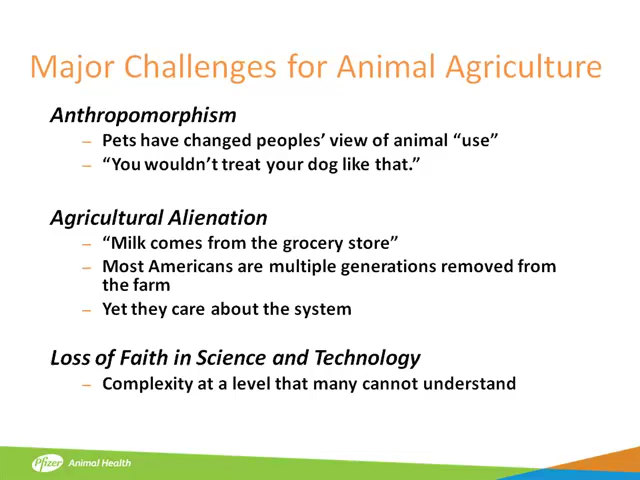 Major Challenges for Animal Agriculture
Anthropomorphism
– Pets have changed peoples’ view of animal “use”
– “You wouldn’t treat your dog like that.”
Agricultural Alienation
– “Milk comes from the grocery store”
– Most Americans are multiple generations removed from
the farm
– Yet they care about the system
Loss of Faith in Science and Technology
– Complexity at a level that many cannot understand
Pfizer Animal Health